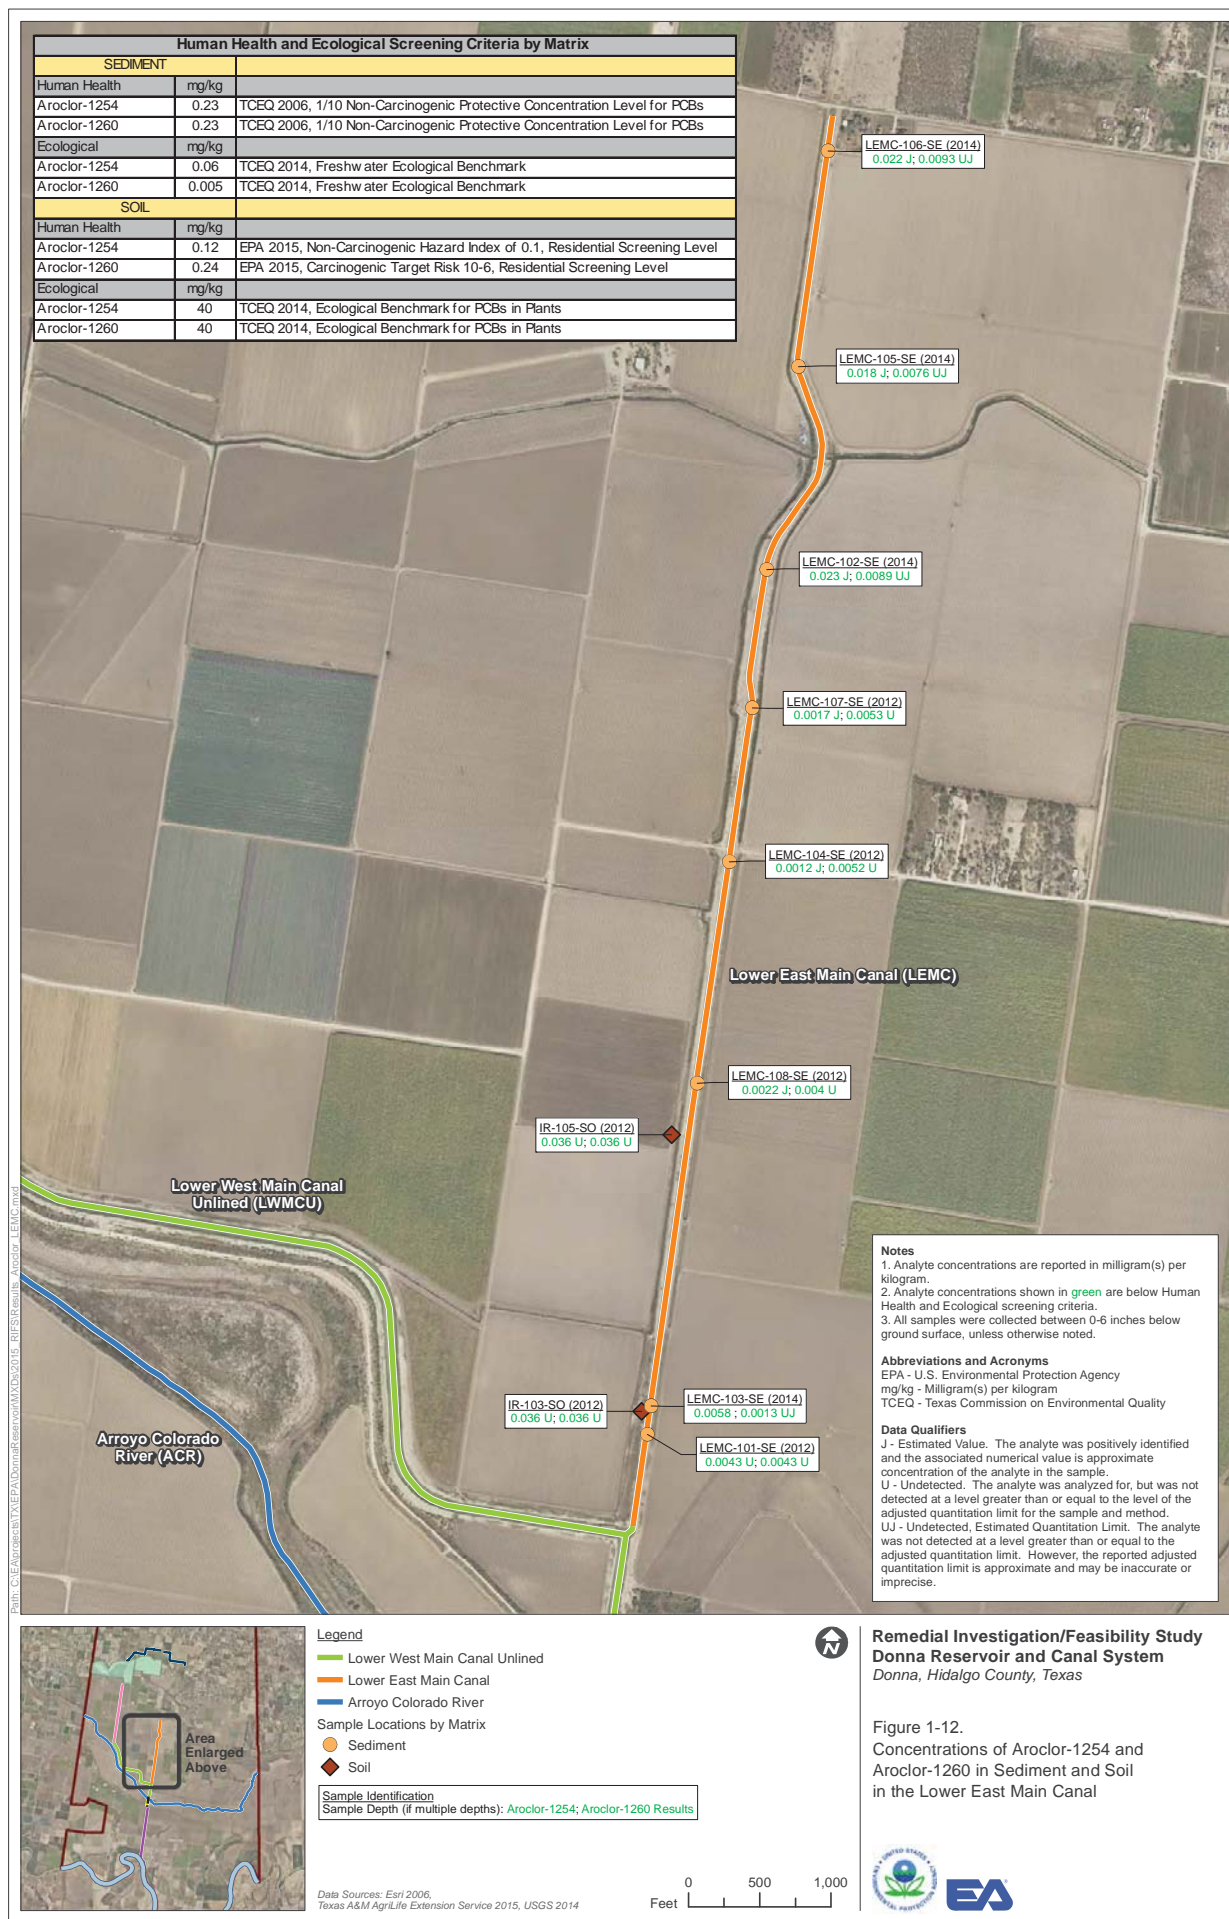 Human Health and Ecological Screening Criteria by Matrix
SEDIMENT
Human Health mg/kg
Aroclor-1254 0.23 TCEQ 2006, 1/10 Non-Carcinogenic Protective Concentration Level for PCBs
Aroclor-1260 0.23 TCEQ 2006, 1/10 Non-Carcinogenic Protective Concentration Level for PCBs
Ecological mg/kg
Aroclor-1254 0.06 TCEQ 2014, Freshwater Ecological Benchmark
Aroclor-1260 0.005 TCEQ 2014, Freshwater Ecological Benchmark
SOIL
Human Health mg/kg
Aroclor-1254 0.12 EPA 2015, Non-Carcinogenic Hazard Index of 0.1, Residential Screening Level
Aroclor-1260 0.24 EPA 2015, Carcinogenic Target Risk 10-6, Residential Screening Level
Ecological mg/kg
Aroclor-1254 40 TCEQ 2014, Ecological Benchmark for PCBs in Plants
Aroclor-1260 40 TCEQ 2014, Ecological Benchmark for PCBs in Plants
LEMC-106-SE (2014)
0.022 J; 0.0093 UJ
LEMC-105-SE (2014)
0.018 J; 0.0076 UJ
LEMC-102-SE (2014)
0.023 J; 0.0089 UJ
LEMC-107-SE (2012)
0.0017 J; 0.0053 U
LEMC-104-SE (2012)
0.0012 J; 0.0052 U
Lower East Main Canal (LEMC)
LEMC-108-SE (2012)
0.0022 J; 0.004 U
IR-105-SO (2012)
0.036 U; 0.036 U
Lower West Main Canal
Unlined (LWMCU)
IR-103-SO (2012)
0.036 U; 0.036 U
LEMC-103-SE (2014)
0.0058 ; 0.0013 UJ
LEMC-101-SE (2012)
0.0043 U; 0.0043 U
Arroyo Colorado
River (ACR)
Notes
1. Analyte concentrations are reported in milligram(s) per
kilogram.
2. Analyte concentrations shown in green are below Human
Health and Ecological screening criteria.
3. All samples were collected between 0-6 inches below
ground surface, unless otherwise noted.
Abbreviations and Acronyms
EPA - U.S. Environmental Protection Agency
mg/kg - Milligram(s) per kilogram
TCEQ - Texas Commission on Environmental Quality
Data Qualifiers
J - Estimated Value. The analyte was positively identified
and the associated numerical value is approximate
concentration of the analyte in the sample.
U - Undetected. The analyte was analyzed for, but was not
detected at a level greater than or equal to the level of the
adjusted quantitation limit for the sample and method.
UJ - Undetected, Estimated Quantitation Limit. The analyte
was not detected at a level greater than or equal to the
adjusted quantitation limit. However, the reported adjusted
quantitation limit is approximate and may be inaccurate or
imprecise.
Path: C:\EA\projects\TX\EPA\DonnaReservoir\MXDs\2015_RIFS\Results_Aroclor_LEMC.mxd
Area
Enlarged
Above
Legend
Lower West Main Canal Unlined
Lower East Main Canal
Arroyo Colorado River
Sample Locations by Matrix
Sediment
Soil
Sample Identification
Sample Depth (if multiple depths): Aroclor-1254; Aroclor-1260 Results
Data Sources: Esri 2006,
Texas A&M AgriLife Extension Service 2015, USGS 2014
N
0 500 1,000
Feet
Remedial Investigation/Feasibility Study
Donna Reservoir and Canal System
Donna, Hidalgo County, Texas
Figure 1-12.
Concentrations of Aroclor-1254 and
Aroclor-1260 in Sediment and Soil
in the Lower East Main Canal
UNITED STATES
EA